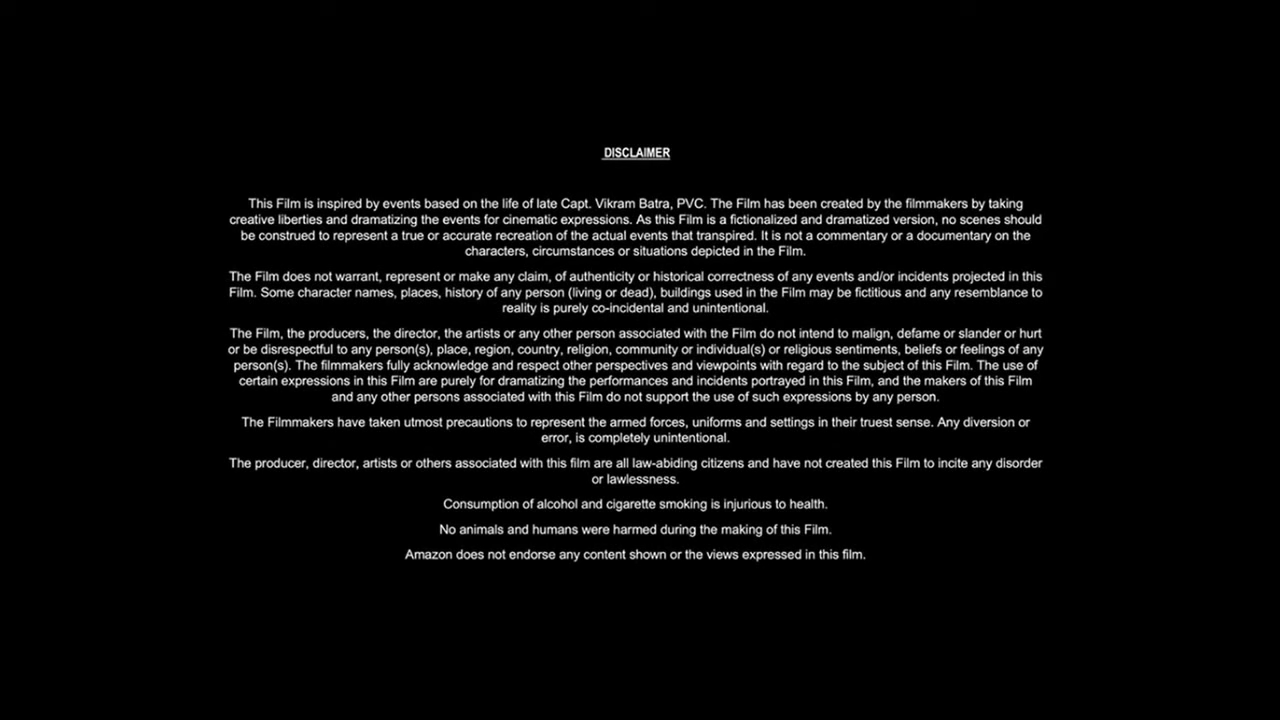 DISCLAIMER
This Film is inspired by events based on the life of late Capt. Vikram Batra, PVC. The Film has been created by the filmmakers by taking
creative liberties and dramatizing the events for cinematic expressions. As this Film is a fictionalized and dramatized version, no scenes should
be construed to represent a true or accurate recreation of the actual events that transpired. It is not a commentary or a documentary on the
characters, circumstances or situations depicted in the Film.
The Film does not warrant, represent or make any claim, of authenticity or historical correctness of any events and/or incidents projected in this
Film. Some character names, places, history of any person (living or dead), buildings used in the Film may be fictitious and any resemblance to
reality is purely co-incidental and unintentional.
The Film, the producers, the director, the artists or any other person associated with the Film do not intend to malign, defame or slander or hurt
or be disrespectful to any person(s), place, region, country, religion, community or individual(s) or religious sentiments, beliefs or feelings of any
person(s). The filmmakers fully acknowledge and respect other perspectives and viewpoints with regard to the subject of this Film. The use of
certain expressions in this Film are purely for dramatizing the performances and incidents portrayed in this Film, and the makers of this Film
and any other persons associated with this Film do not support the use of such expressions by any person.
The Filmmakers have taken utmost precautions to represent the armed forces, uniforms and settings in their truest sense. Any diversion or
error, is completely unintentional.
The producer, director, artists or others associated with this film are all law-abiding citizens and have not created this Film to incite any disorder
or lawlessness.
Consumption of alcohol and cigarette smoking is injurious to health.
No animals and humans were harmed during the making of this Film.
Amazon does not endorse any content shown or the views expressed in this film.